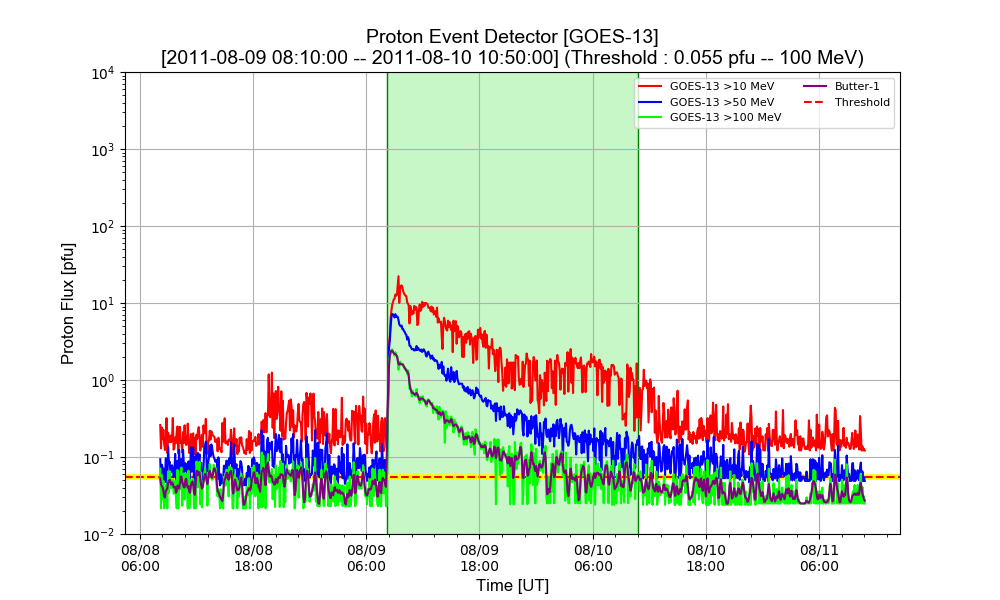 Proton Event Detector [GOES-13]
[2011-08-09 08:10:00 -- 2011-08-10 10:50:00] (Threshold : 0.055 pfu -- 100 MeV)
GOES-13 >10 MeV
GOES-13 >50 MeV
GOES-13 >100 MeV
Butter-1
Threshold
Proton Flux [pfu]
10^4
10^3
10^2
10^1
10^0
10^−1
10^−2
08/08 08/08 08/09 08/09 08/10 08/10 08/11
06:00 18:00 06:00 18:00 06:00 18:00 06:00
Time [UT]